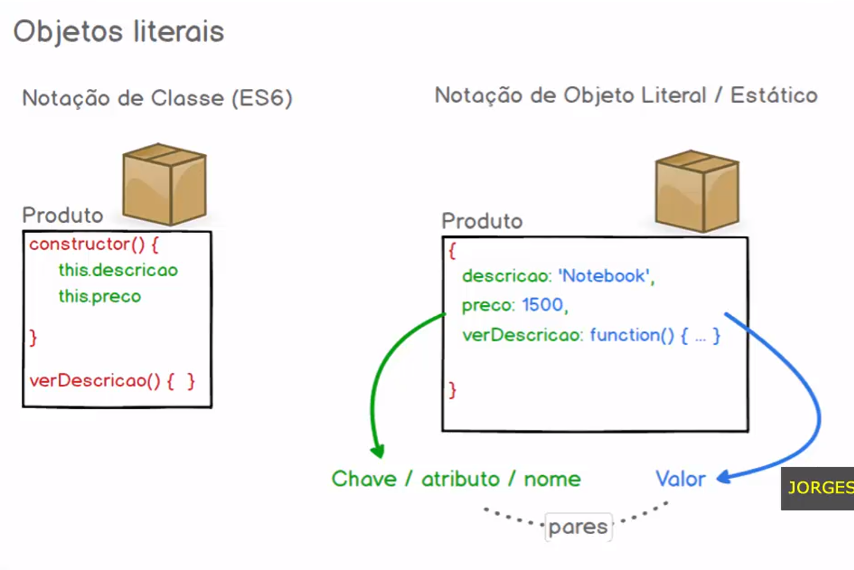 Objetos literais
Notação de Classe (ES6)
Produto
constructor() {
this.descricao
this.preco
}
verDescricao() { }
Notação de Objeto Literal / Estático
Produto
{
descricao: 'Notebook',
preco: 1500,
verDescricao: function() { ... }
}
Chave / atributo / nome
Valor
pares
JORGES